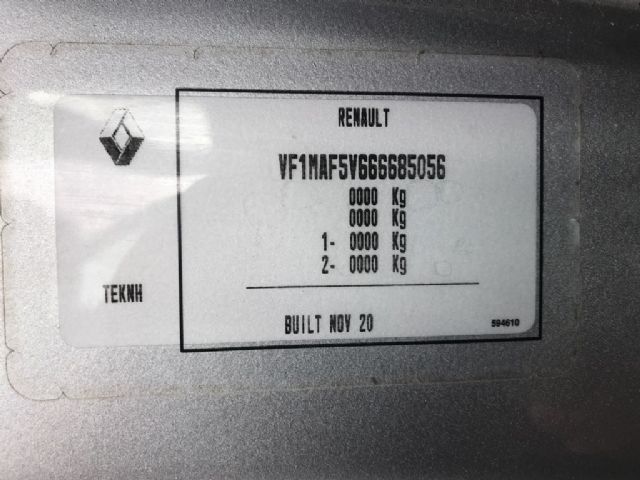 RENAULT
VF1MAF5V666685056
0000 Kg
0000 Kg
1- 0000 Kg
2- 0000 Kg
TEKNH
BUILT NOV 20
594610